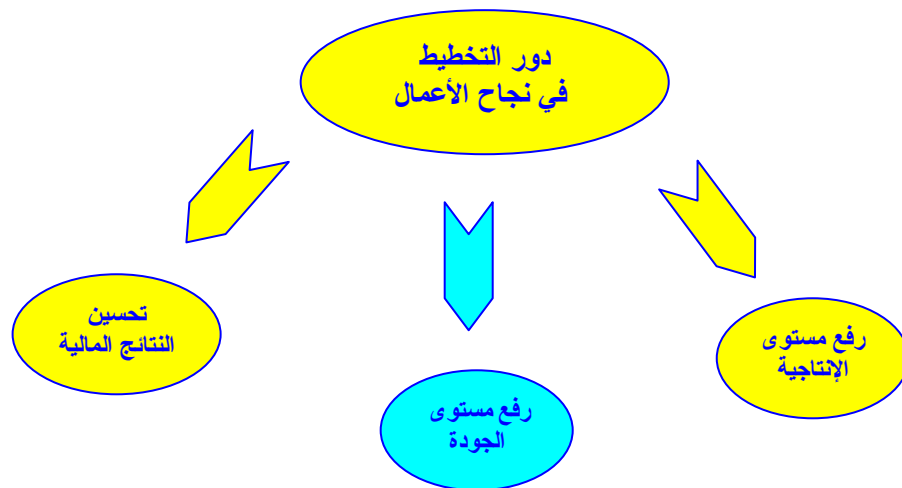 دور التخطيط
في نجاح الأعمال
رفع مستوى
الإنتاجية
رفع مستوى
الجودة
تحسين
النتائج المالية